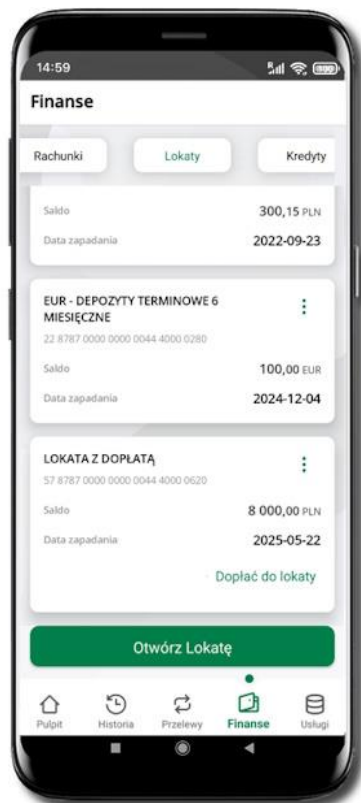 14:59
Finanse
Rachunki Lokaty Kredyty
Saldo 300,15 PLN
Data zapadania 2022-09-23
EUR - DEPOZYTY TERMINOWE 6
MIESIĘCZNE
22 8787 0000 0000 0044 4000 0280
Saldo 100,00 EUR
Data zapadania 2024-12-04
LOKATA Z DOPŁATĄ
57 8787 0000 0000 0044 4000 0620
Saldo 8 000,00 PLN
Data zapadania 2025-05-22
Dopłać do lokaty
Otwórz Lokatę
Pulpit Historia Przelewy Finanse Usługi